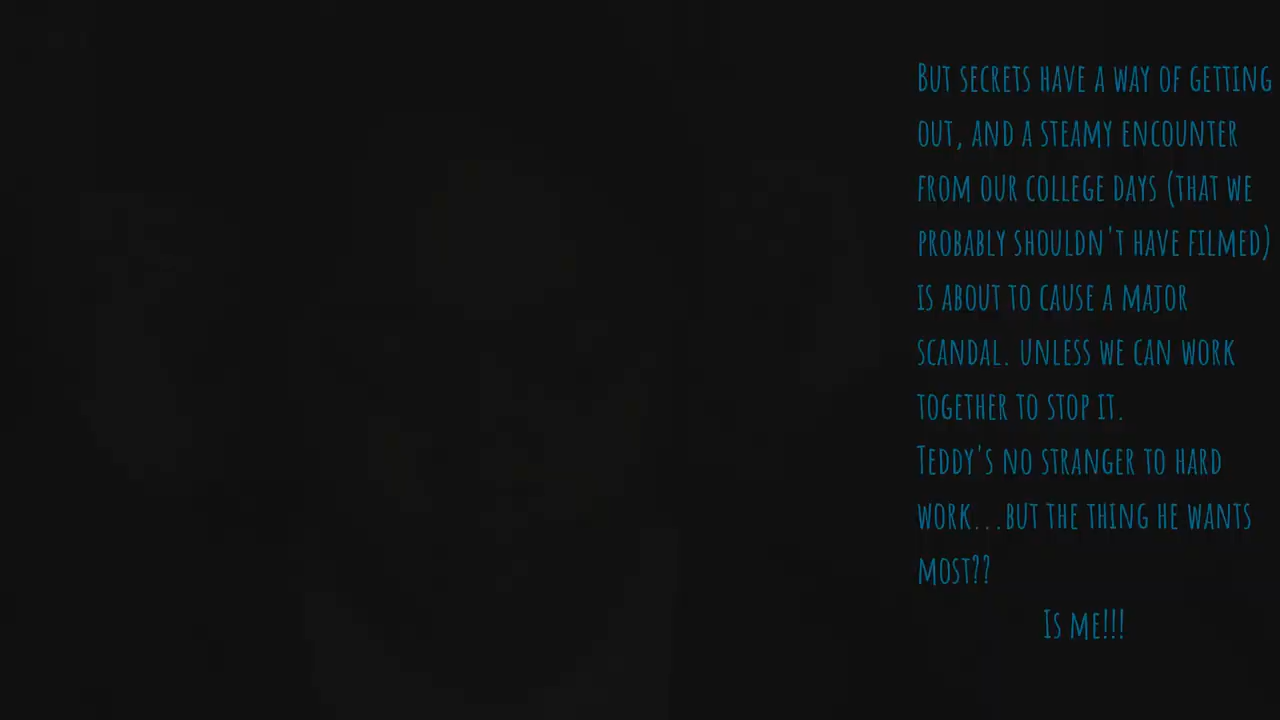 But secrets have a way of getting
out, and a steamy encounter
from our college days (that we
probably shouldn't have filmed)
is about to cause a major
scandal. Unless we can work
together to stop it.
Teddy's no stranger to hard
work...but the thing he wants
most??
Is me!!!